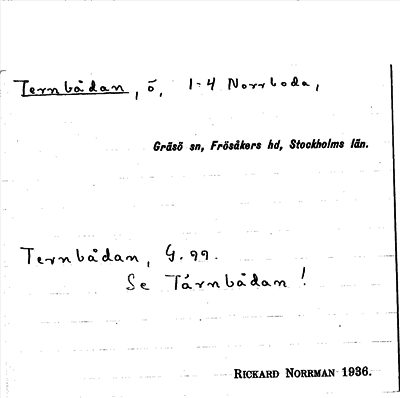 Ternbådan, ö, 1-4 Norrboda,
Gräsö sn, Frösåkers hd, Stockholms län.
Ternbådan, G. 99.
Se Tärnbådan!
RICKARD NORRMAN 1936.